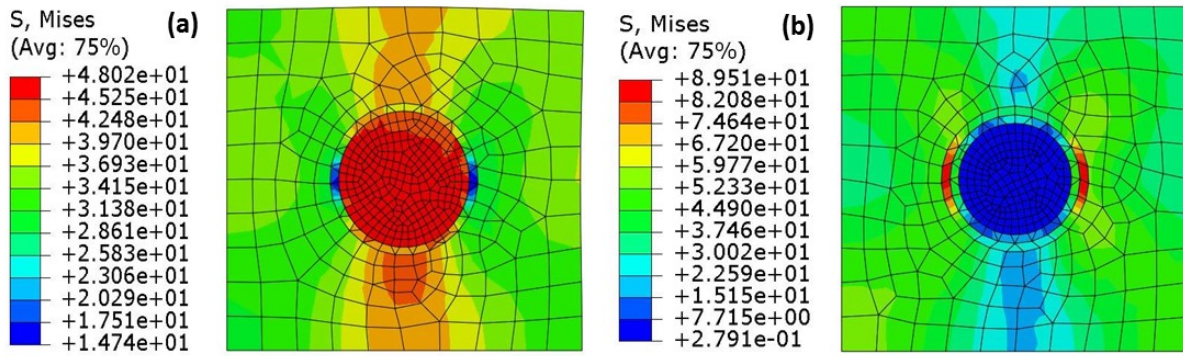 S, Mises (a)
(Avg: 75%)
+4.802e+01
+4.525e+01
+4.248e+01
+3.970e+01
+3.693e+01
+3.415e+01
+3.138e+01
+2.861e+01
+2.583e+01
+2.306e+01
+2.029e+01
+1.751e+01
+1.474e+01
S, Mises (b)
(Avg: 75%)
+8.951e+01
+8.208e+01
+7.464e+01
+6.720e+01
+5.977e+01
+5.233e+01
+4.490e+01
+3.746e+01
+3.002e+01
+2.259e+01
+1.515e+01
+7.715e+00
+2.791e-01